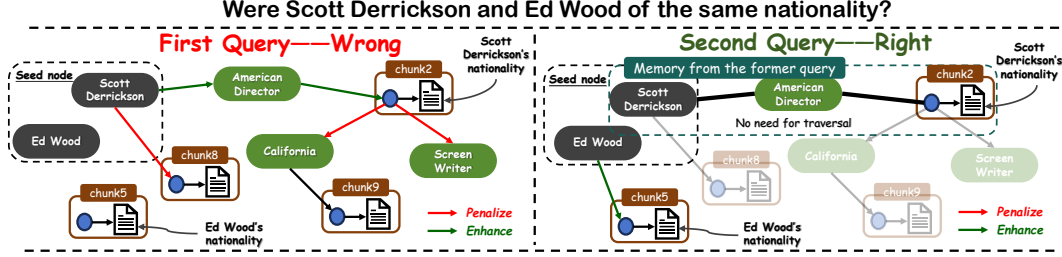 Were Scott Derrickson and Ed Wood of the same nationality?
First Query——Wrong
Seed node
Scott
Derrickson
Ed Wood
American
Director
chunk2
Scott
Derrickson's
nationality
California
Screen
Writer
chunk8
chunk5
chunk9
Ed Wood's
nationality
Penalize
Enhance
Second Query——Right
Seed node
Memory from the former query
Scott
Derrickson
American
Director
chunk2
Scott
Derrickson's
nationality
No need for traversal
Ed Wood
California
Screen
Writer
chunk8
chunk5
chunk9
Ed Wood's
nationality
Penalize
Enhance